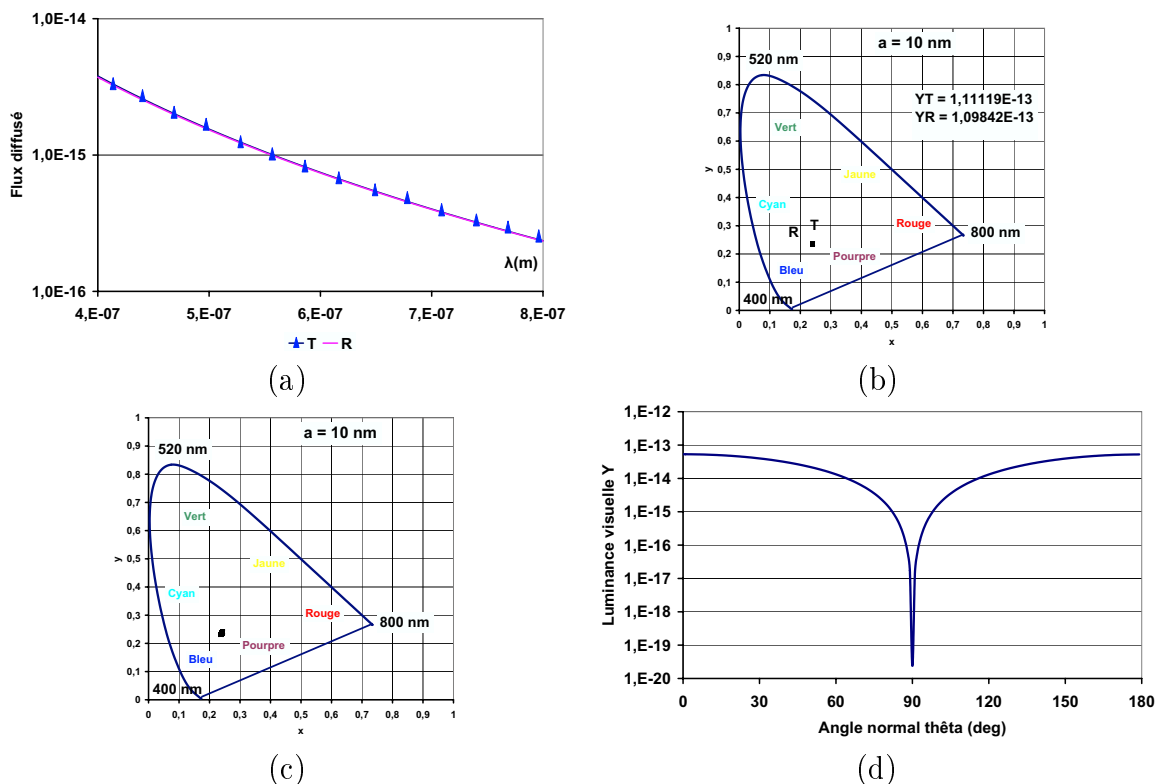 1,0E-14
1,0E-15
1,0E-16
Flux diffusé
λ(m)
4,E-07 5,E-07 6,E-07 7,E-07 8,E-07
T R
(a)
a = 10 nm
520 nm
YT = 1,11119E-13
YR = 1,09842E-13
Vert
Jaune
Cyan
R T
Rouge
800 nm
Pourpre
Bleu
400 nm
1
0,9
0,8
0,7
0,6
0,5
0,4
0,3
0,2
0,1
0
y
0 0,1 0,2 0,3 0,4 0,5 0,6 0,7 0,8 0,9 1
x
(b)
a = 10 nm
520 nm
Vert
Jaune
Cyan
Rouge
800 nm
Pourpre
Bleu
400 nm
1
0,9
0,8
0,7
0,6
0,5
0,4
0,3
0,2
0,1
0
y
0 0,1 0,2 0,3 0,4 0,5 0,6 0,7 0,8 0,9 1
x
(c)
1,E-12
1,E-13
1,E-14
1,E-15
1,E-16
1,E-17
1,E-18
1,E-19
1,E-20
Luminance visuelle Y
0 30 60 90 120 150 180
Angle normal thêta (deg)
(d)